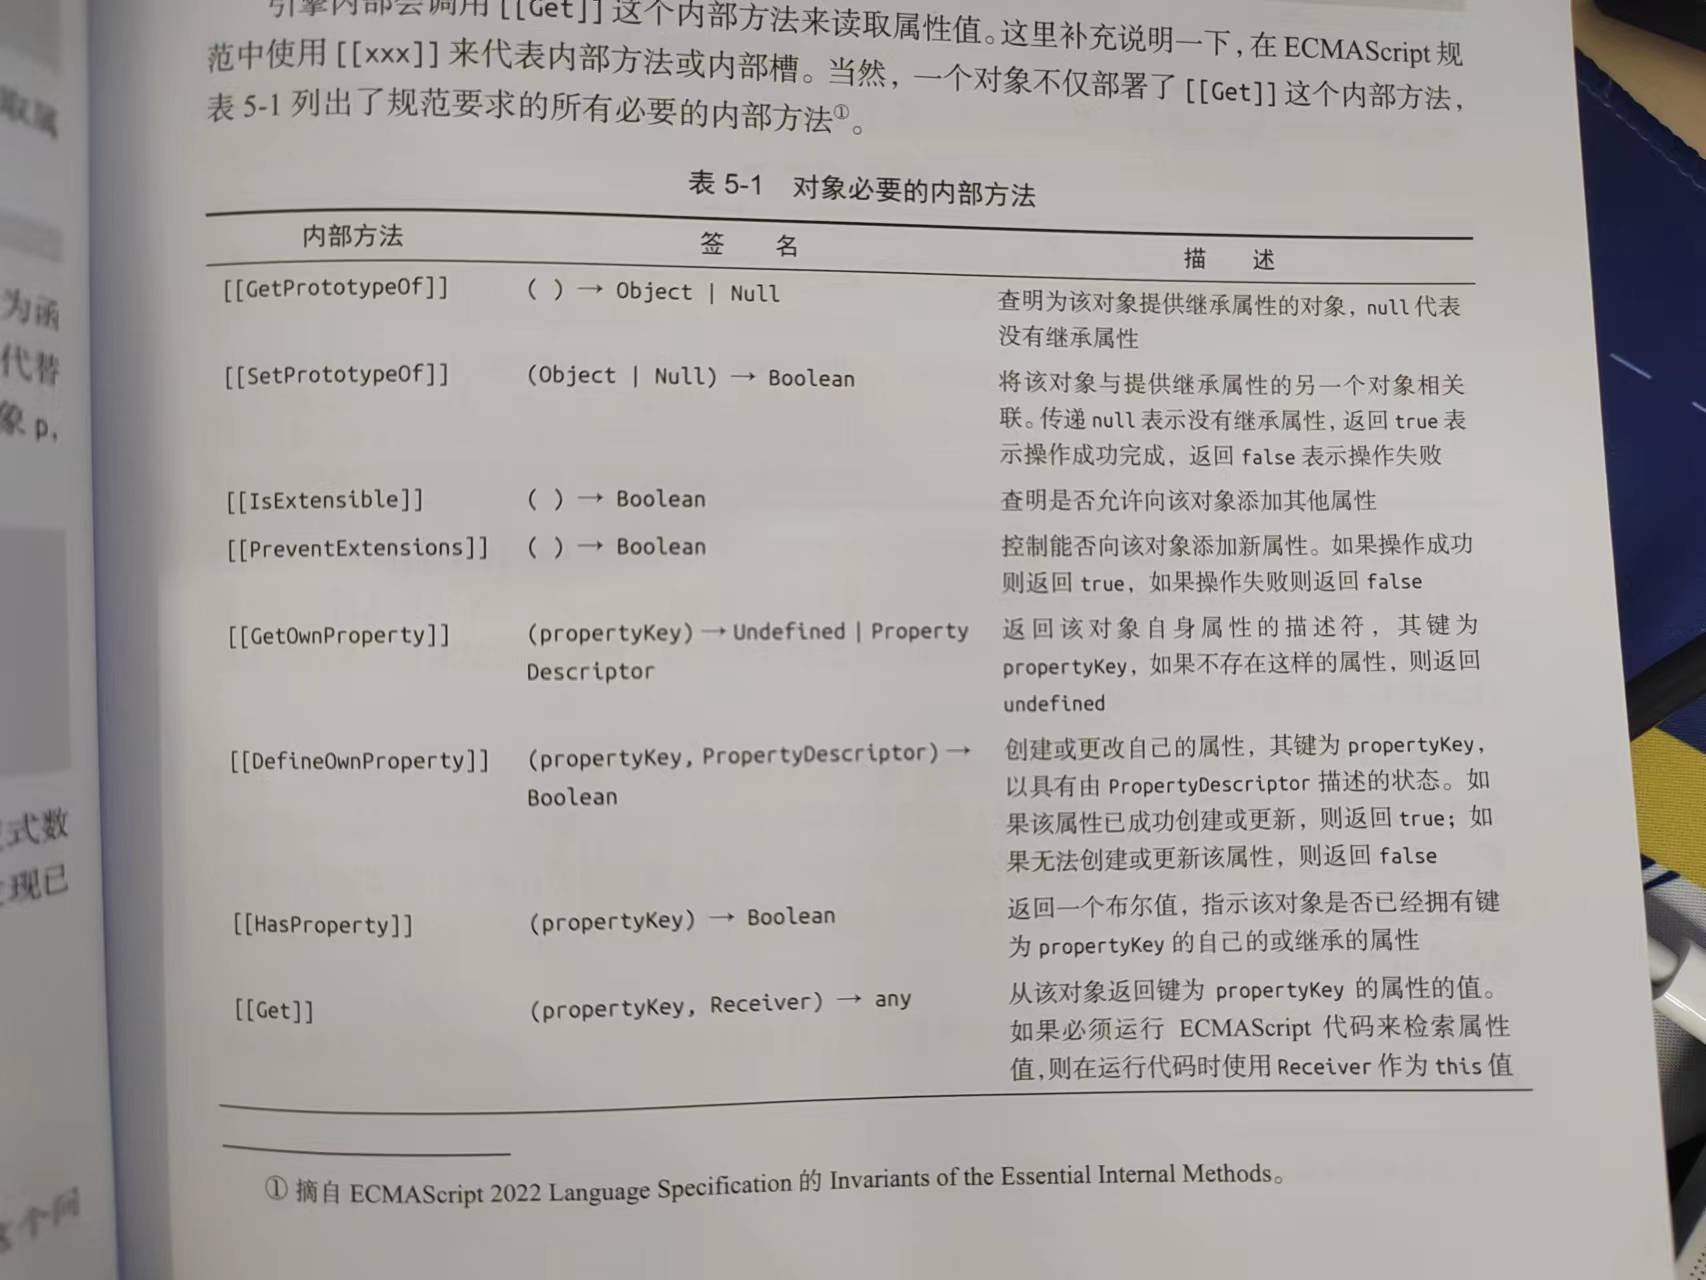 引擎内部会调用 [[Get]] 这个内部方法来读取属性值。这里补充说明一下，在 ECMAScript 规
范中使用 [[xxx]] 来代表内部方法或内部槽。当然，一个对象不仅部署了 [[Get]] 这个内部方法，
表 5-1 列出了规范要求的所有必要的内部方法①。
表 5-1 对象必要的内部方法
内部方法 签 名 描 述
[[GetPrototypeOf]] ( ) → Object | Null 查明为该对象提供继承属性的对象，null 代表
没有继承属性
[[SetPrototypeOf]] (Object | Null) → Boolean 将该对象与提供继承属性的另一个对象相关
联。传递 null 表示没有继承属性，返回 true 表
示操作成功完成，返回 false 表示操作失败
[[IsExtensible]] ( ) → Boolean 查明是否允许向该对象添加其他属性
[[PreventExtensions]] ( ) → Boolean 控制能否向该对象添加新属性。如果操作成功
则返回 true，如果操作失败则返回 false
[[GetOwnProperty]] (propertyKey) → Undefined | Property 返回该对象自身属性的描述符，其键为
Descriptor propertyKey，如果不存在这样的属性，则返回
undefined
[[DefineOwnProperty]] (propertyKey, PropertyDescriptor) → 创建或更改自己的属性，其键为 propertyKey，
Boolean 以具有由 PropertyDescriptor 描述的状态。如
果该属性已成功创建或更新，则返回 true；如
果无法创建或更新该属性，则返回 false
[[HasProperty]] (propertyKey) → Boolean 返回一个布尔值，指示该对象是否已经拥有键
为 propertyKey 的自己的或继承的属性
[[Get]] (propertyKey, Receiver) → any 从该对象返回键为 propertyKey 的属性的值。
如果必须运行 ECMAScript 代码来检索属性
值，则在运行代码时使用 Receiver 作为 this 值
① 摘自 ECMAScript 2022 Language Specification 的 Invariants of the Essential Internal Methods。
取属
为函
代替
象 p,
式数
现已
个问